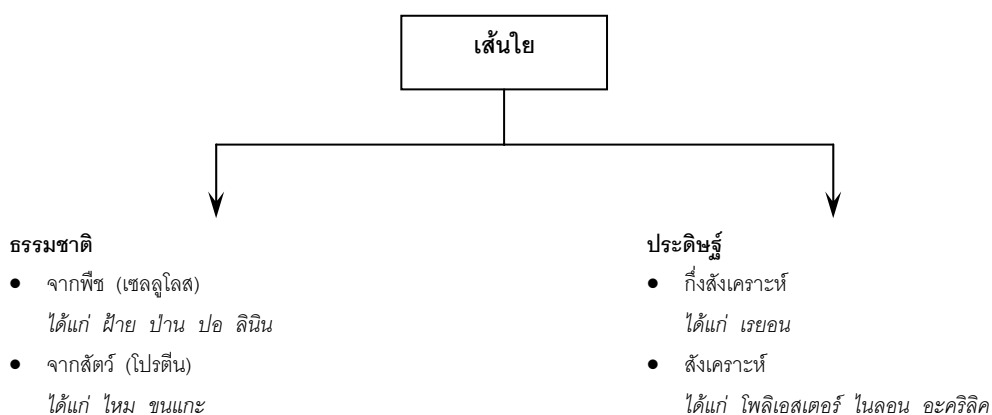 เส้นใย
ธรรมชาติ
● จากพืช (เซลลูโลส)
ได้แก่ ฝ้าย ป่าน ปอ ลินิน
● จากสัตว์ (โปรตีน)
ได้แก่ ไหม ขนแกะ
ประดิษฐ์
● กึ่งสังเคราะห์
ได้แก่ เรยอน
● สังเคราะห์
ได้แก่ โพลิเอสเตอร์ ไนลอน อะคริลิค